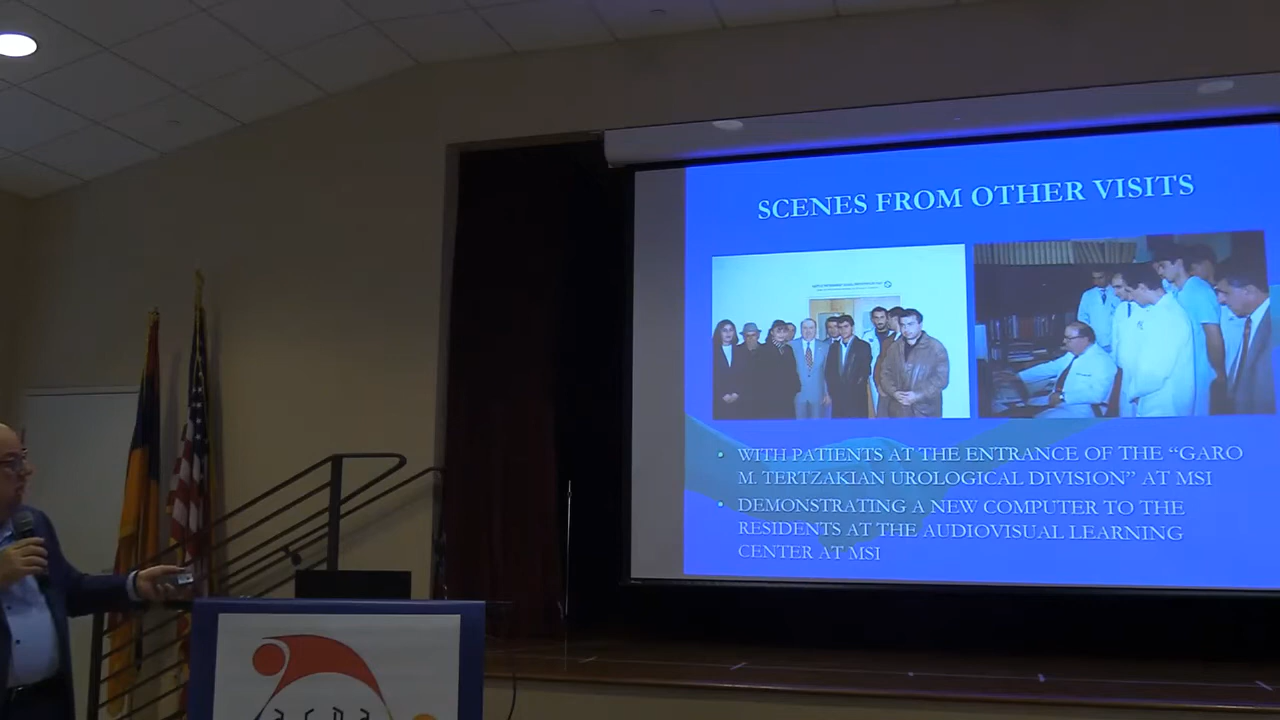 SCENES FROM OTHER VISITS
• WITH PATIENTS AT THE ENTRANCE OF THE “GARO
M. TERTZAKIAN UROLOGICAL DIVISION” AT MSI
• DEMONSTRATING A NEW COMPUTER TO THE
RESIDENTS AT THE AUDIOVISUAL LEARNING
CENTER AT MSI